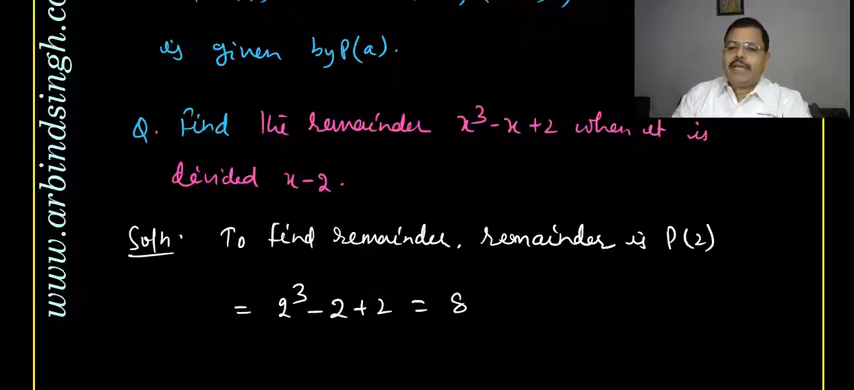 www.arbindsingh.c
is given by P(a).
Q. Find the remainder x³-x+2 when it is
divided x-2.
Soln. To find remainder, remainder is P(2)
= 2³-2+2 = 8